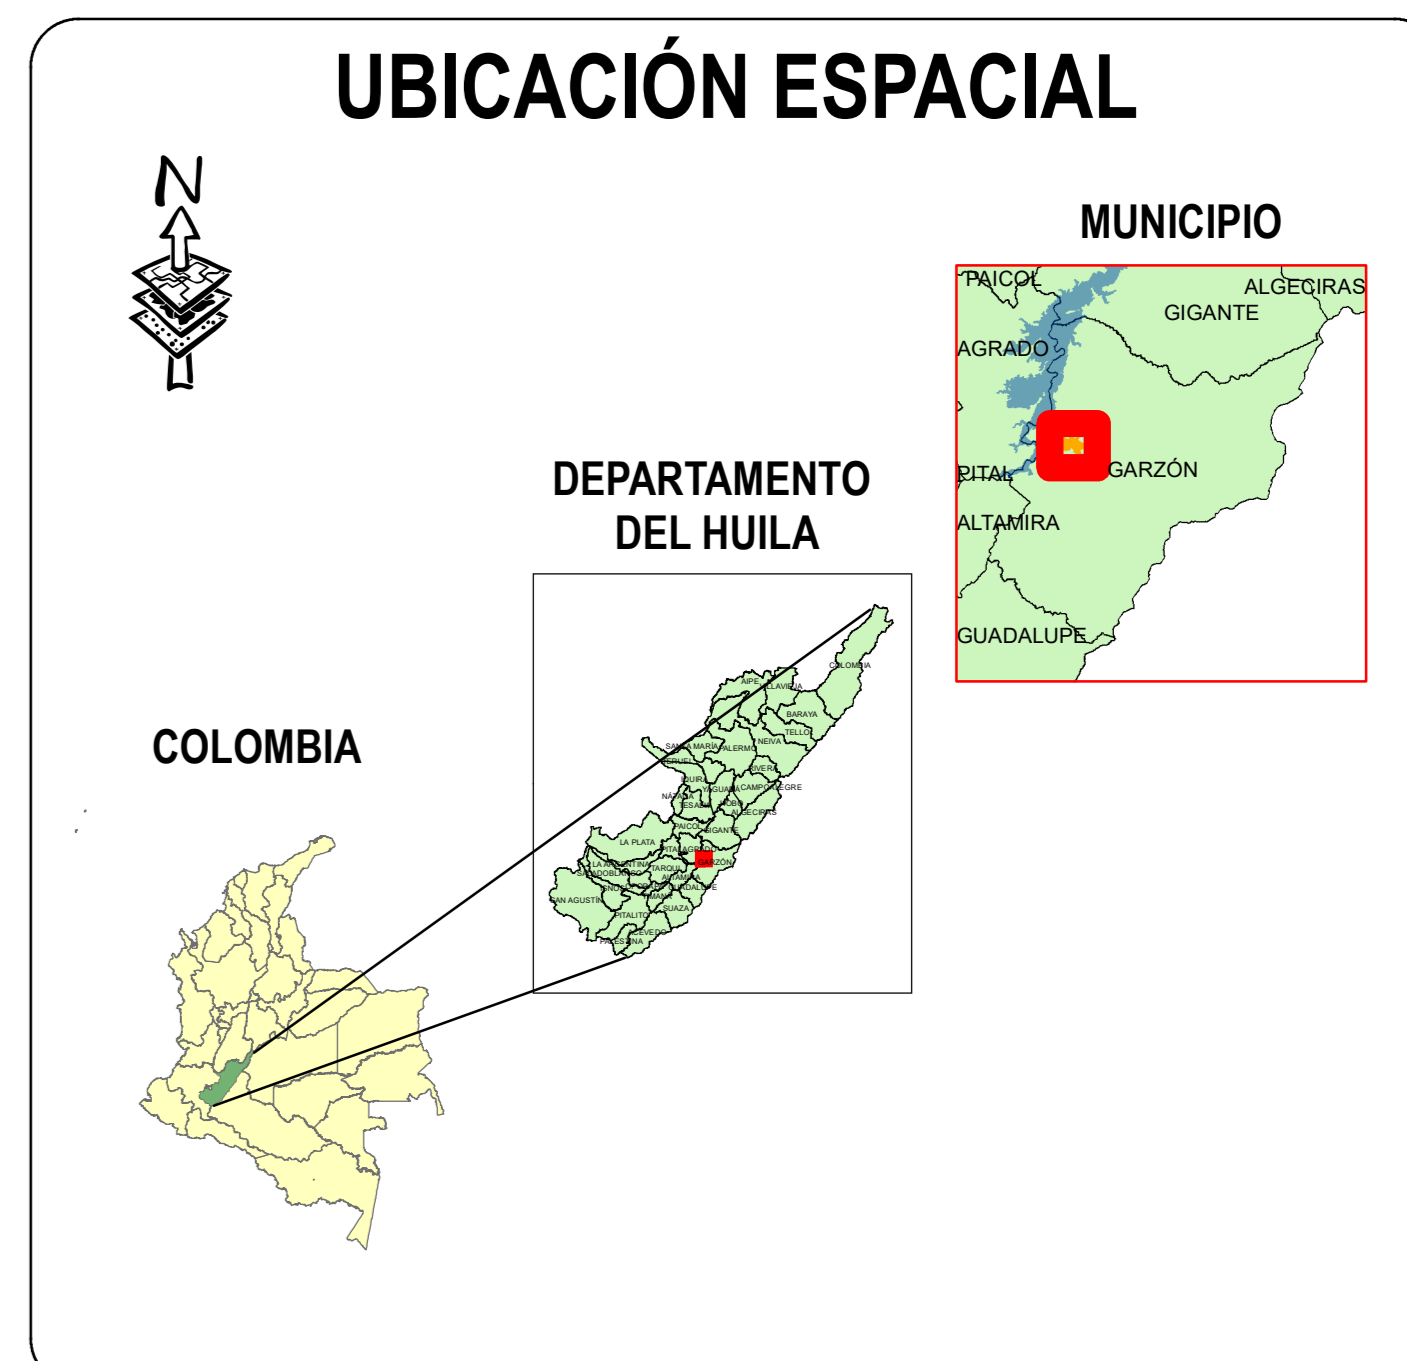 UBICACIÓN ESPACIAL
N
MUNICIPIO
PAICOL
ALGECIRAS
GIGANTE
AGRADO
PITAL
GARZÓN
ALTAMIRA
GUADALUPE
DEPARTAMENTO
DEL HUILA
COLOMBIA
AIPE
VILLAVIEJA
BARAYA
TELLO
NEIVA
SANTA MARÍA
PALERMO
TERUEL
RIVERA
IQUIRA
YAGUARÁ
CAMPOALEGRE
NÁTAGA
TESALIA
HOBO
ALGECIRAS
PAICOL
GIGANTE
LA PLATA
PITAL
AGRADO
GARZÓN
LA ARGENTINA
TARQUI
SALADOBLANCO
ALTAMIRA
GUADALUPE
TIMANÁ
SAN AGUSTÍN
SUAZA
PITALITO
ACEVEDO
PALESTINA
COLOMBIA